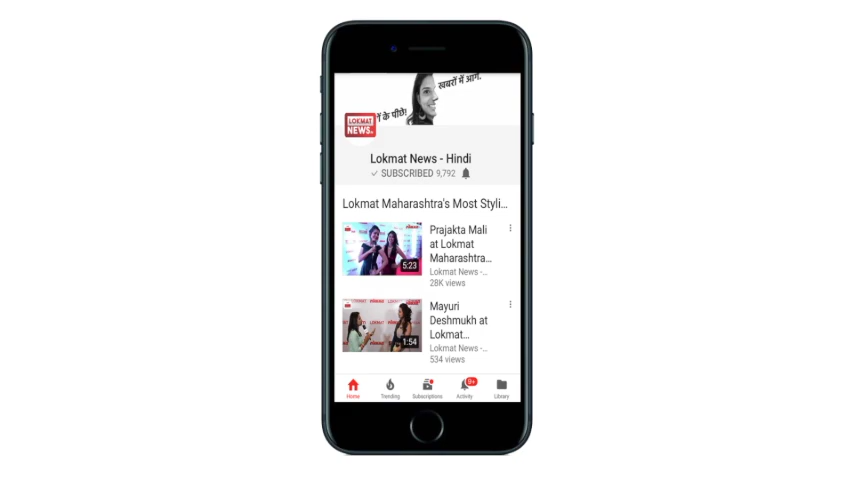 खबरों में आगे.
ों के पीछे!
LOKMAT
NEWS
Lokmat News - Hindi
SUBSCRIBED 9,792
Lokmat Maharashtra's Most Styli...
Prajakta Mali
at Lokmat
Maharashtra...
Lokmat News -...
28K views
5:23
Mayuri
Deshmukh at
Lokmat...
Lokmat News -...
534 views
1:54
Home
Trending
Subscriptions
Activity
9+
Library